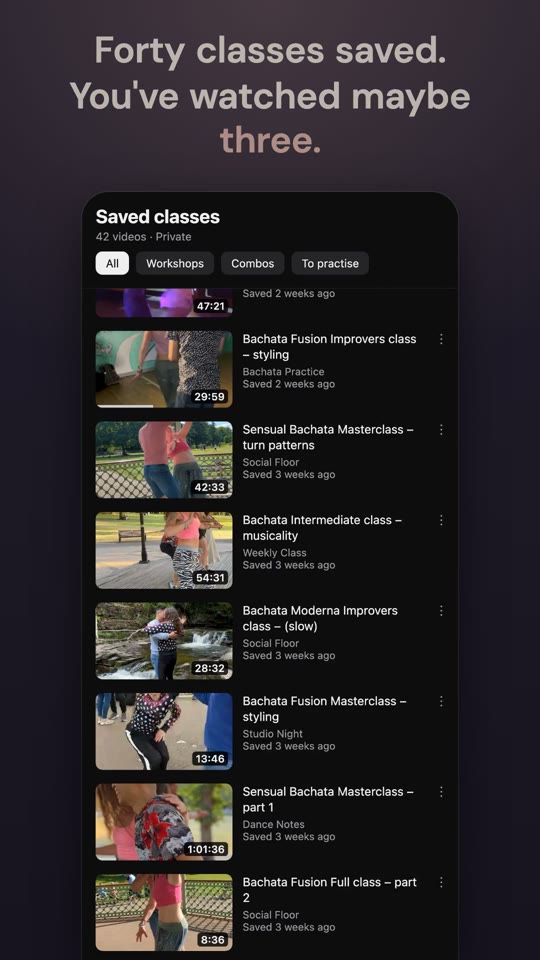 Forty classes saved.
You've watched maybe
three.
Saved classes
42 videos · Private
All
Workshops
Combos
To practise
47:21
Saved 2 weeks ago
29:59
Bachata Fusion Improvers class
– styling
Bachata Practice
Saved 2 weeks ago
42:33
Sensual Bachata Masterclass –
turn patterns
Social Floor
Saved 3 weeks ago
54:31
Bachata Intermediate class –
musicality
Weekly Class
Saved 3 weeks ago
28:32
Bachata Moderna Improvers
class – (slow)
Social Floor
Saved 3 weeks ago
13:46
Bachata Fusion Masterclass –
styling
Studio Night
Saved 3 weeks ago
1:01:36
Sensual Bachata Masterclass –
part 1
Dance Notes
Saved 3 weeks ago
8:36
Bachata Fusion Full class – part
2
Social Floor
Saved 3 weeks ago